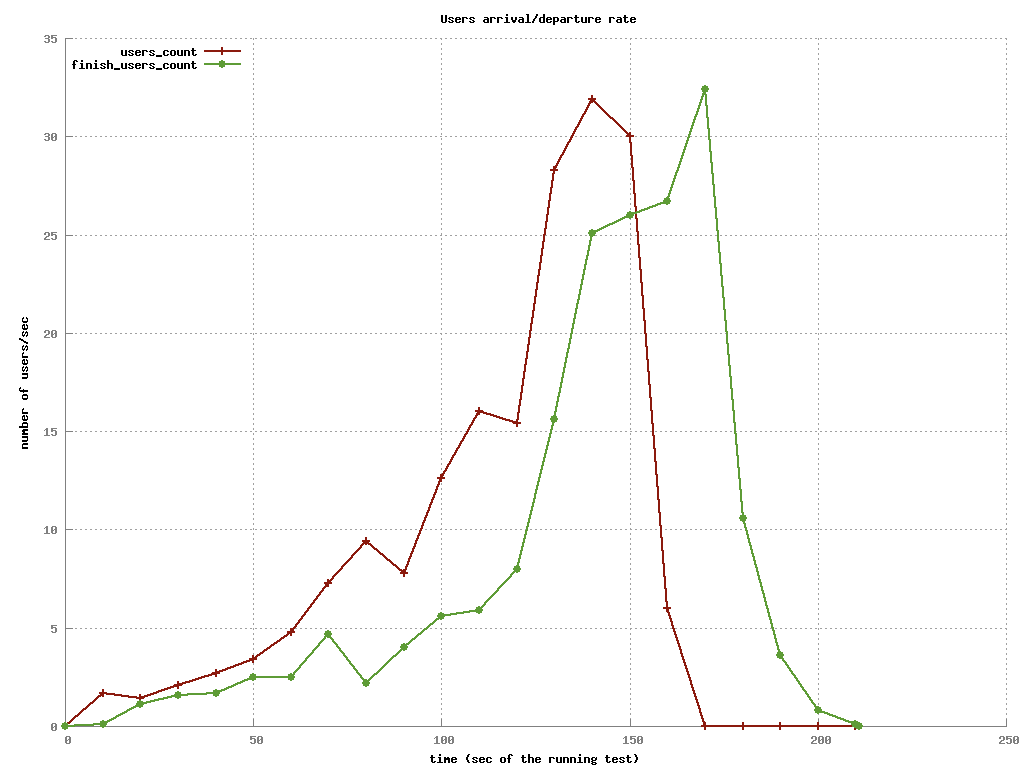 Users arrival/departure rate
users_count
finish_users_count
35
30
25
20
15
10
5
0
number of users/sec
0 50 100 150 200 250
time (sec of the running test)